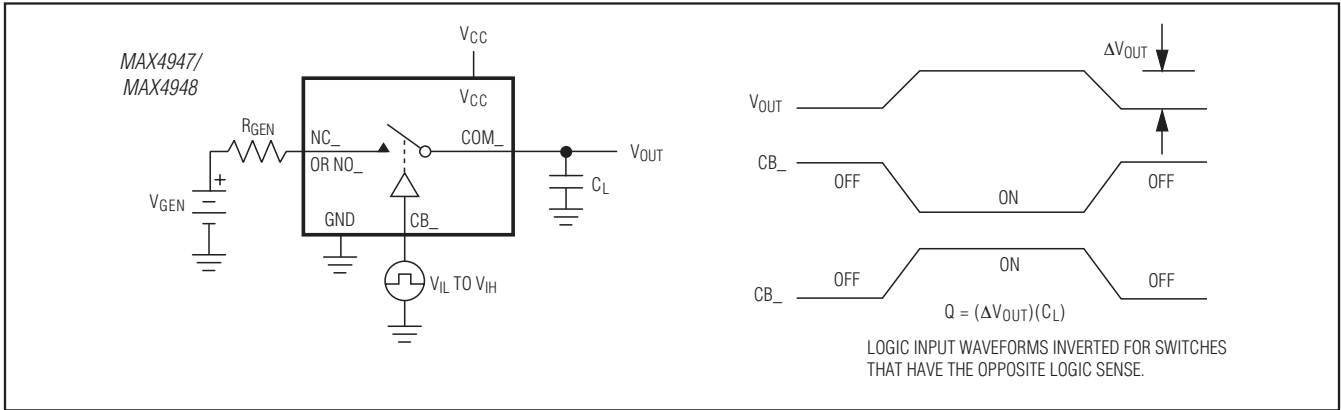 MAX4947/
MAX4948
VCC
VCC
RGEN
NC_
OR NO_
COM_
VOUT
CL
VGEN
+
GND
CB_
VIL TO VIH
ΔVOUT
VOUT
CB_
OFF
ON
OFF
CB_
OFF
ON
OFF
Q = (ΔVOUT)(CL)
LOGIC INPUT WAVEFORMS INVERTED FOR SWITCHES
THAT HAVE THE OPPOSITE LOGIC SENSE.